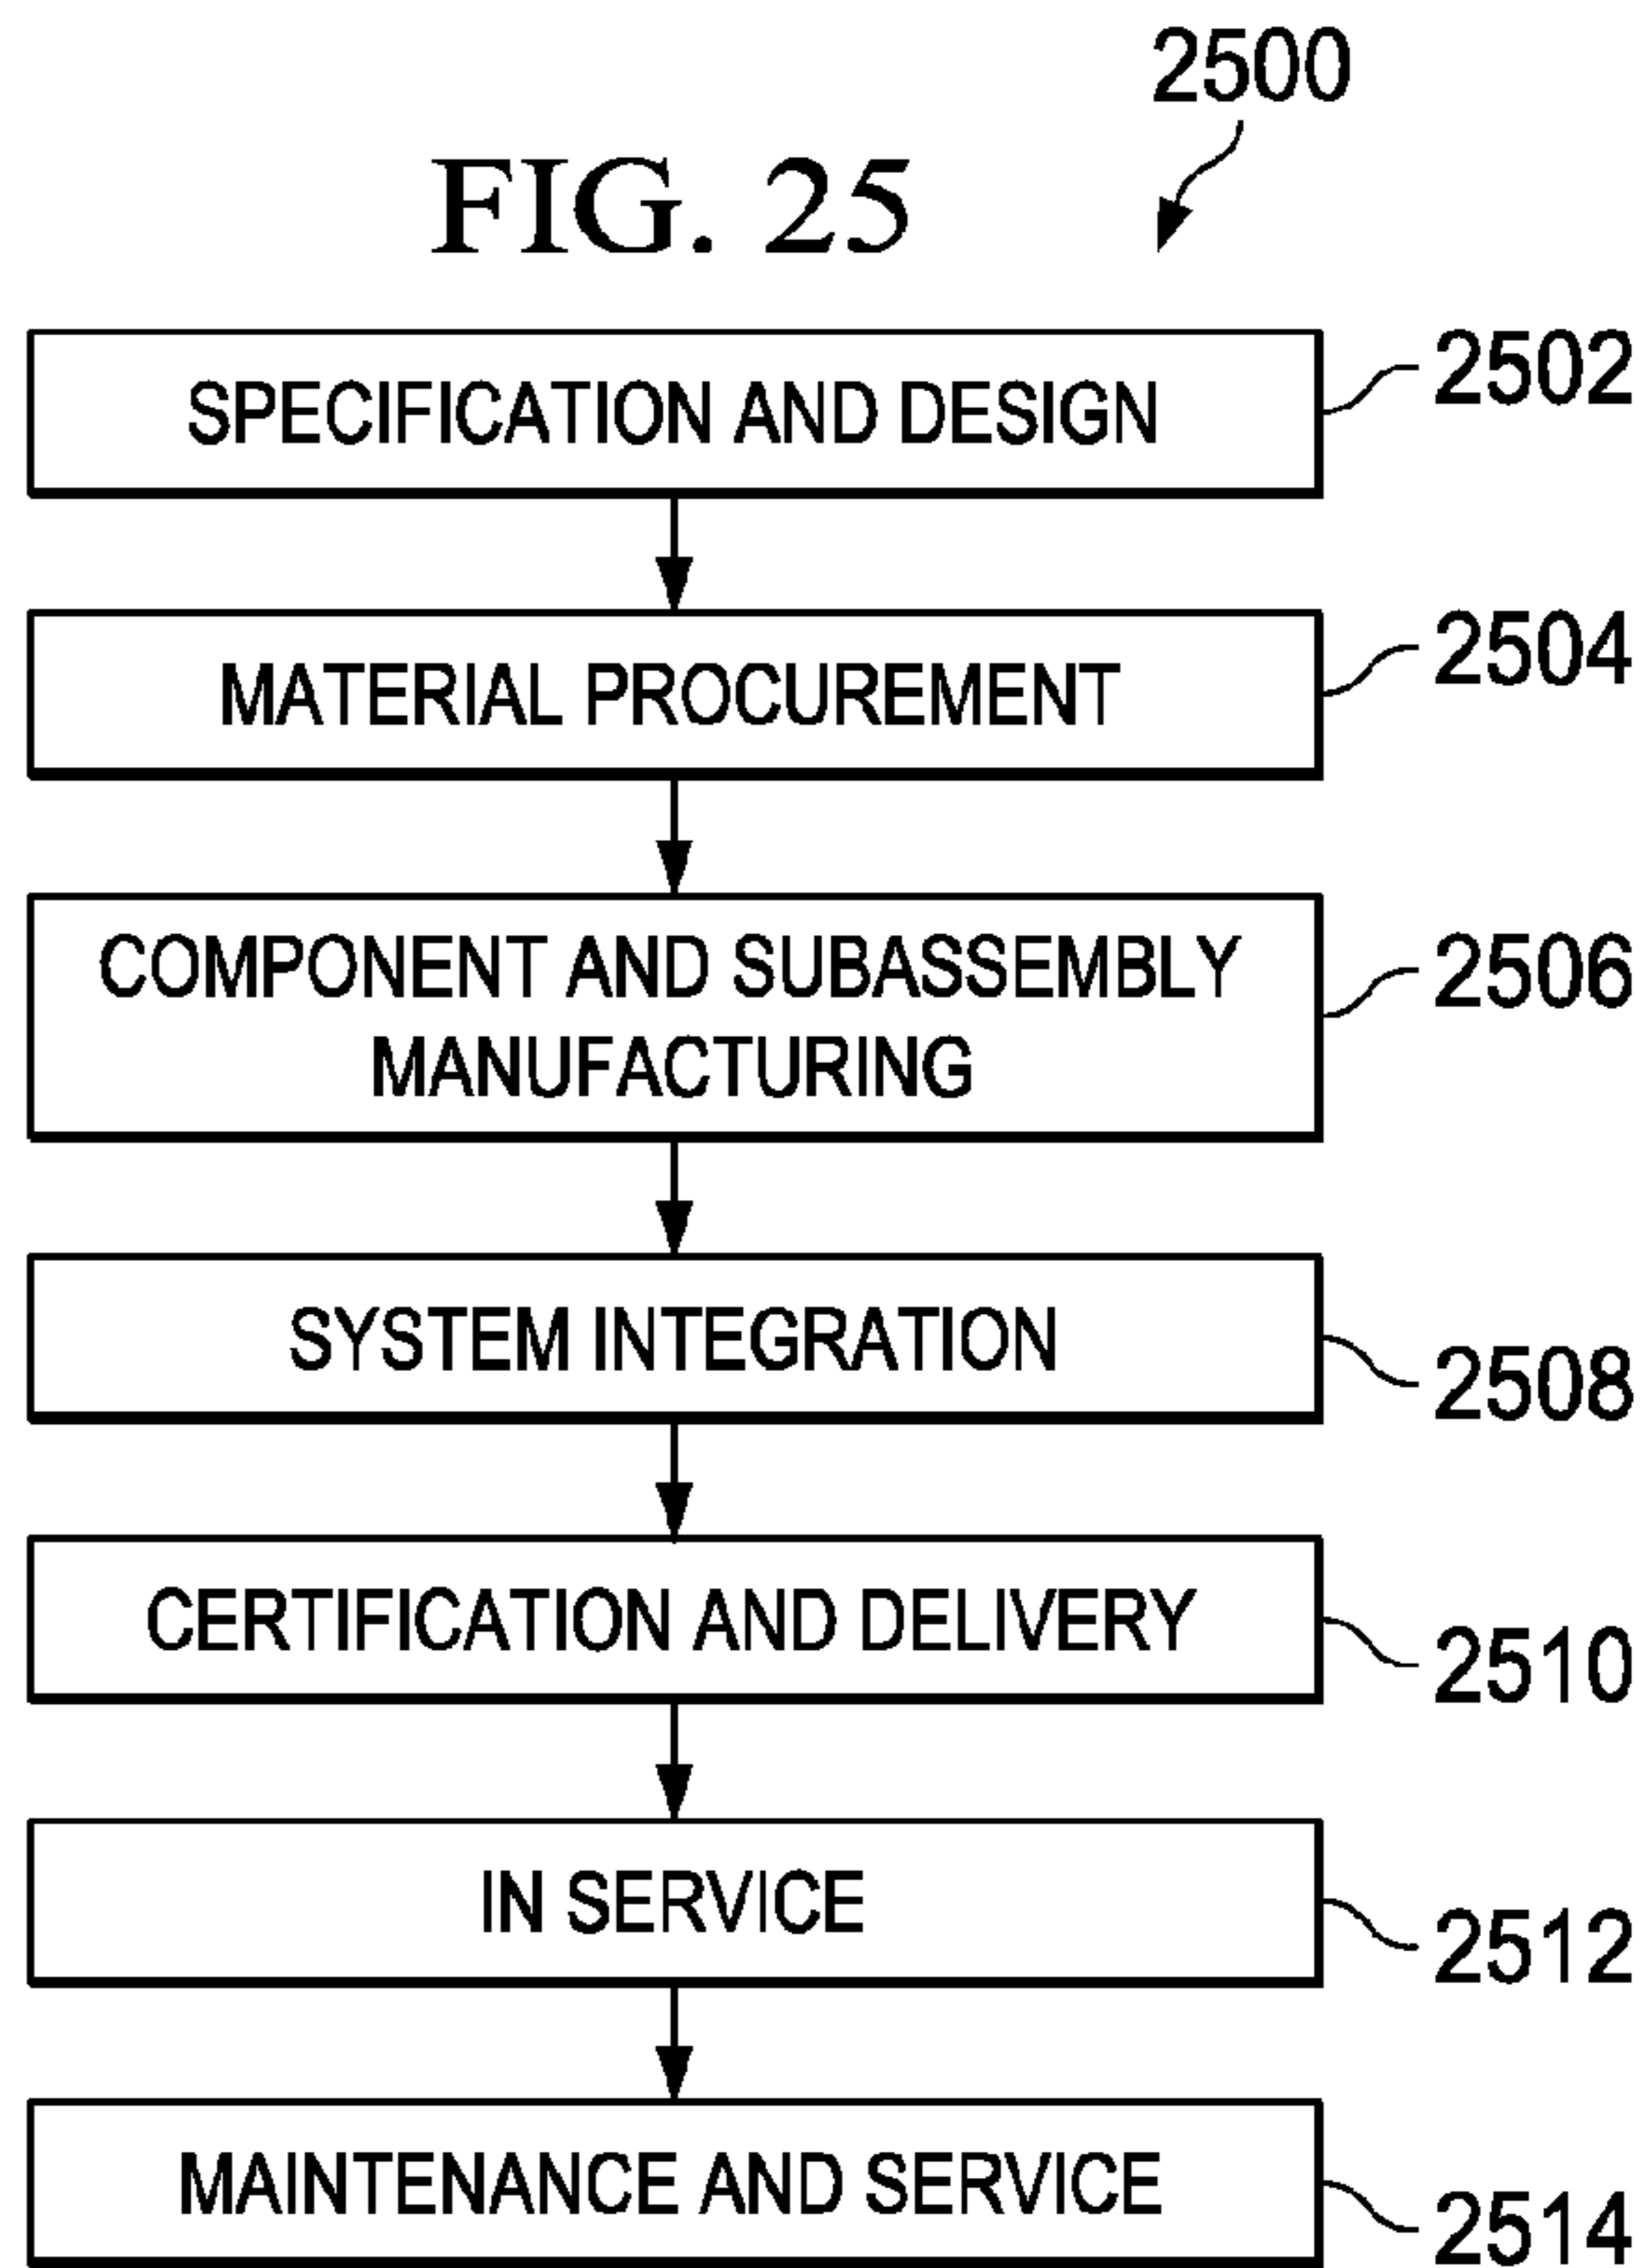 2500
FIG. 25
SPECIFICATION AND DESIGN
2502
MATERIAL PROCUREMENT
2504
COMPONENT AND SUBASSEMBLY
MANUFACTURING
2506
SYSTEM INTEGRATION
2508
CERTIFICATION AND DELIVERY
2510
IN SERVICE
2512
MAINTENANCE AND SERVICE
2514